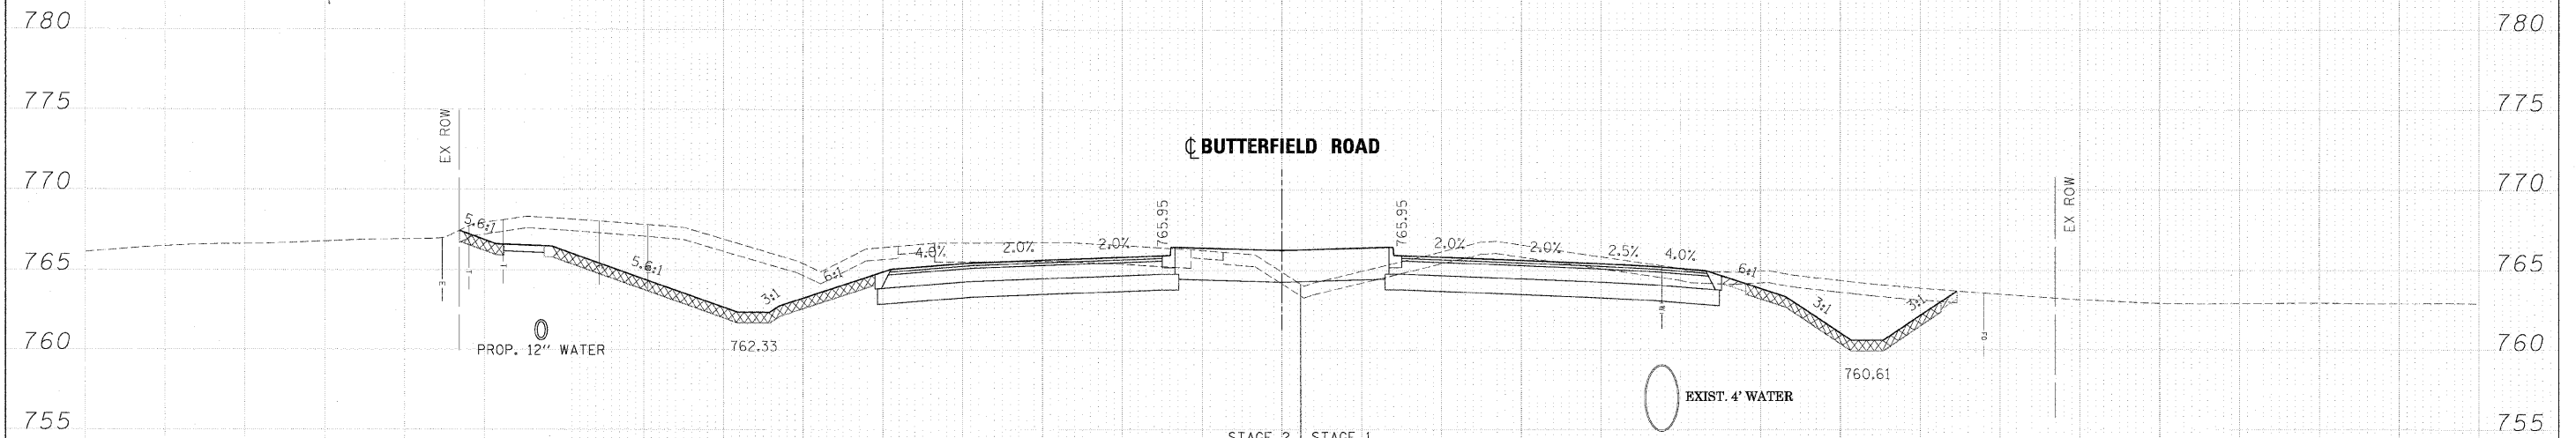 780 780
775 775
EX ROW
℄ BUTTERFIELD ROAD
770 770
EX ROW
765.95 765.95
5.6:1
4.0% 2.0% 2.0% 2.0% 2.0% 2.5% 4.0%
765 765
5.6:1 6:1 6:1
3:1 3:1 3:1
760 760
PROP. 12" WATER
762.33
760.61
EXIST. 4' WATER
755 755
STAGE 2 STAGE 1